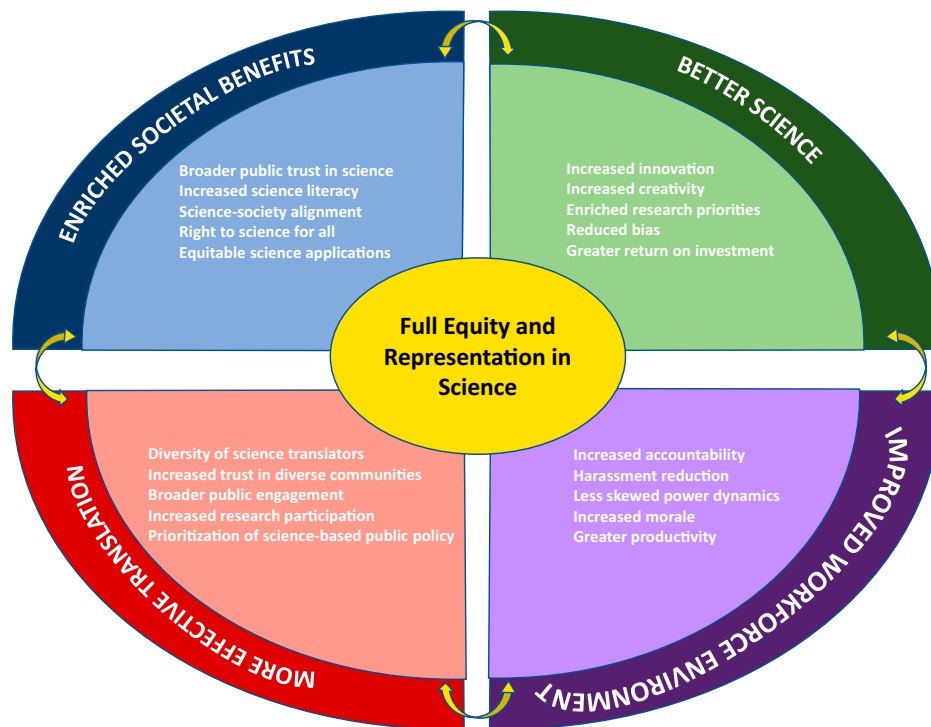 ENRICHED SOCIETAL BENEFITS
Broader public trust in science
Increased science literacy
Science-society alignment
Right to science for all
Equitable science applications
BETTER SCIENCE
Increased innovation
Increased creativity
Enriched research priorities
Reduced bias
Greater return on investment
Full Equity and
Representation in
Science
MORE EFFECTIVE TRANSLATION
Diversity of science translators
Increased trust in diverse communities
Broader public engagement
Increased research participation
Prioritization of science-based public policy
IMPROVED WORKFORCE ENVIRONMENT
Increased accountability
Harassment reduction
Less skewed power dynamics
Increased morale
Greater productivity